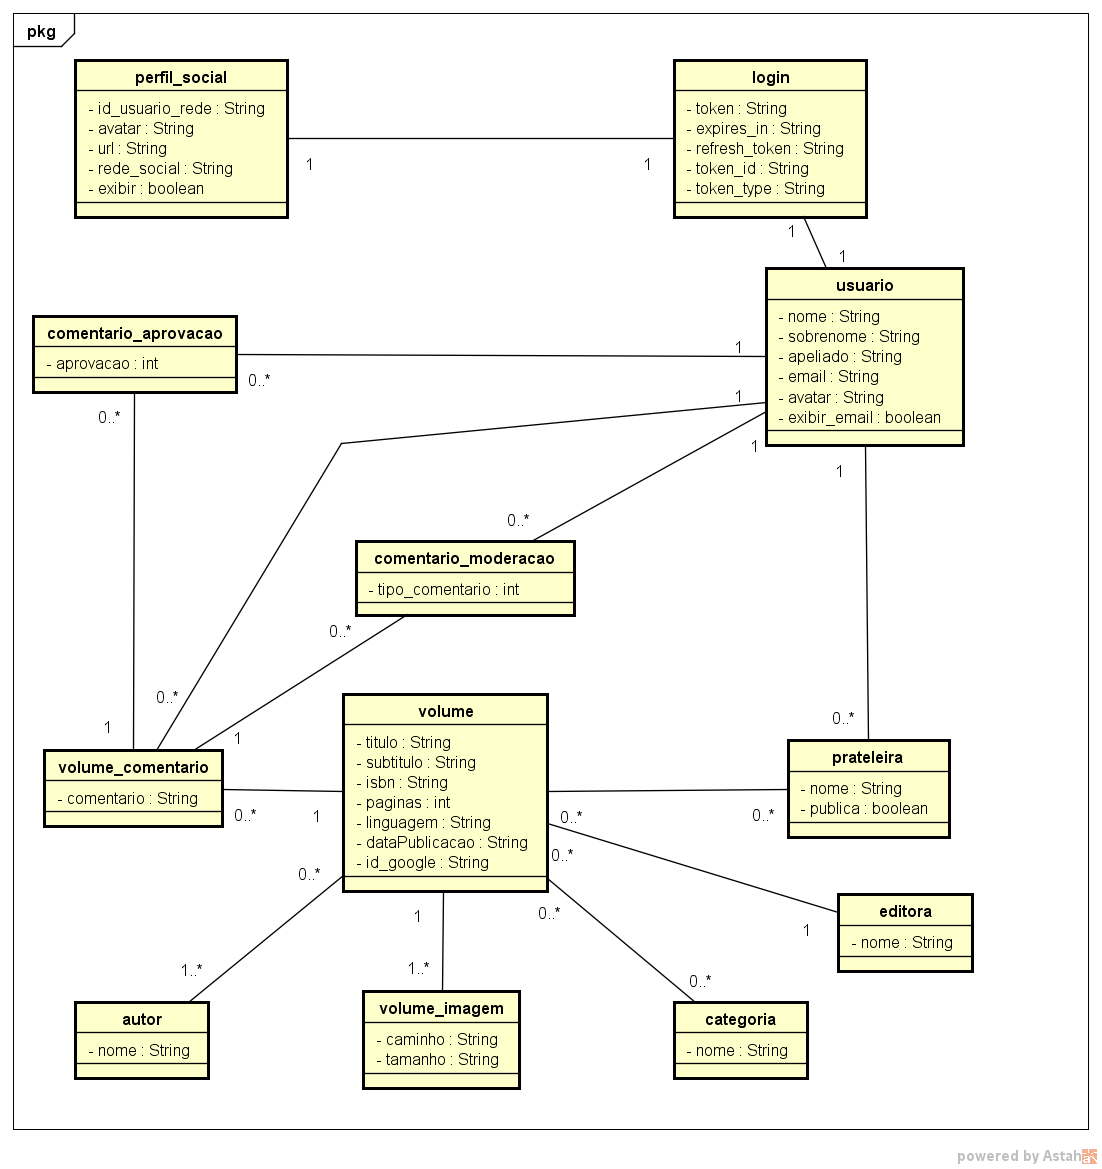 pkg
perfil_social
- id_usuario_rede : String
- avatar : String
- url : String
- rede_social : String
- exibir : boolean
login
- token : String
- expires_in : String
- refresh_token : String
- token_id : String
- token_type : String
1
1
1
1
usuario
- nome : String
- sobrenome : String
- apeliado : String
- email : String
- avatar : String
- exibir_email : boolean
comentario_aprovacao
- aprovacao : int
1
0..*
1
0..*
1
1
0..*
comentario_moderacao
- tipo_comentario : int
0..*
0..*
0..*
1
1
volume_comentario
- comentario : String
volume
- titulo : String
- subtitulo : String
- isbn : String
- paginas : int
- linguagem : String
- dataPublicacao : String
- id_google : String
prateleira
- nome : String
- publica : boolean
0..*
1
0..*
0..*
0..*
0..*
1
0..*
1
editora
- nome : String
1..*
1..*
0..*
autor
- nome : String
volume_imagem
- caminho : String
- tamanho : String
categoria
- nome : String
powered by Astah